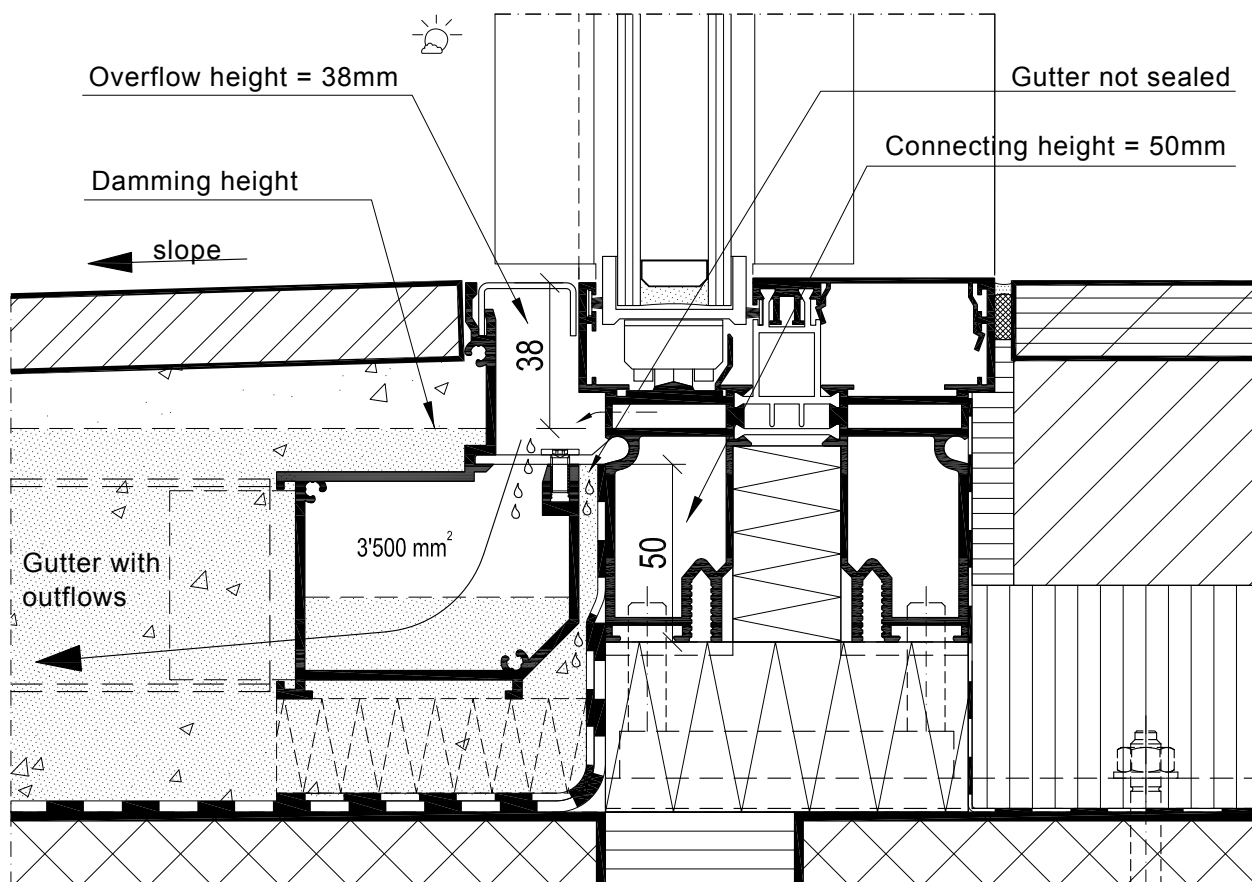 Overflow height = 38mm
Gutter not sealed
Connecting height = 50mm
Damming height
slope
38
3'500 mm²
50
Gutter with
outflows